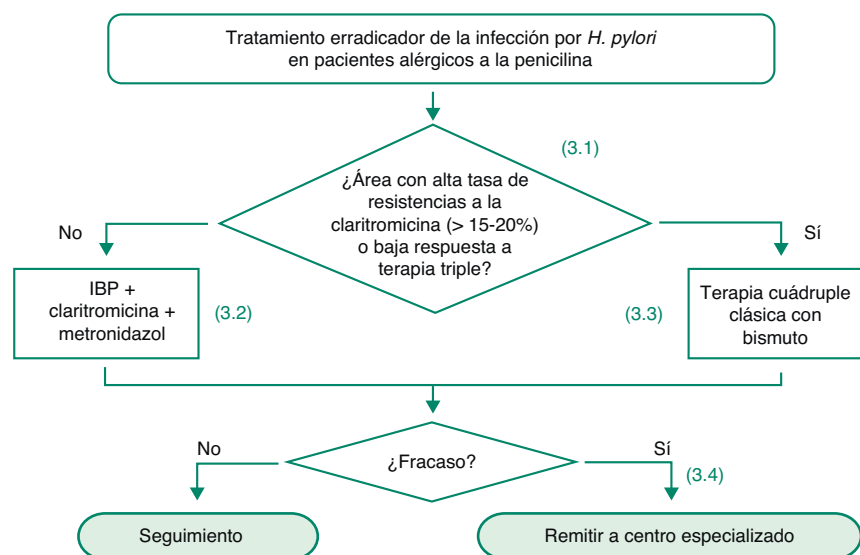 Tratamiento erradicador de la infección por H. pylori
en pacientes alérgicos a la penicilina
(3.1)
¿Área con alta tasa de
resistencias a la
claritromicina (> 15-20%)
o baja respuesta a
terapia triple?
No
Sí
IBP +
claritromicina +
metronidazol
(3.2)
(3.3)
Terapia cuádruple
clásica con
bismuto
No
¿Fracaso?
Sí
(3.4)
Seguimiento
Remitir a centro especializado